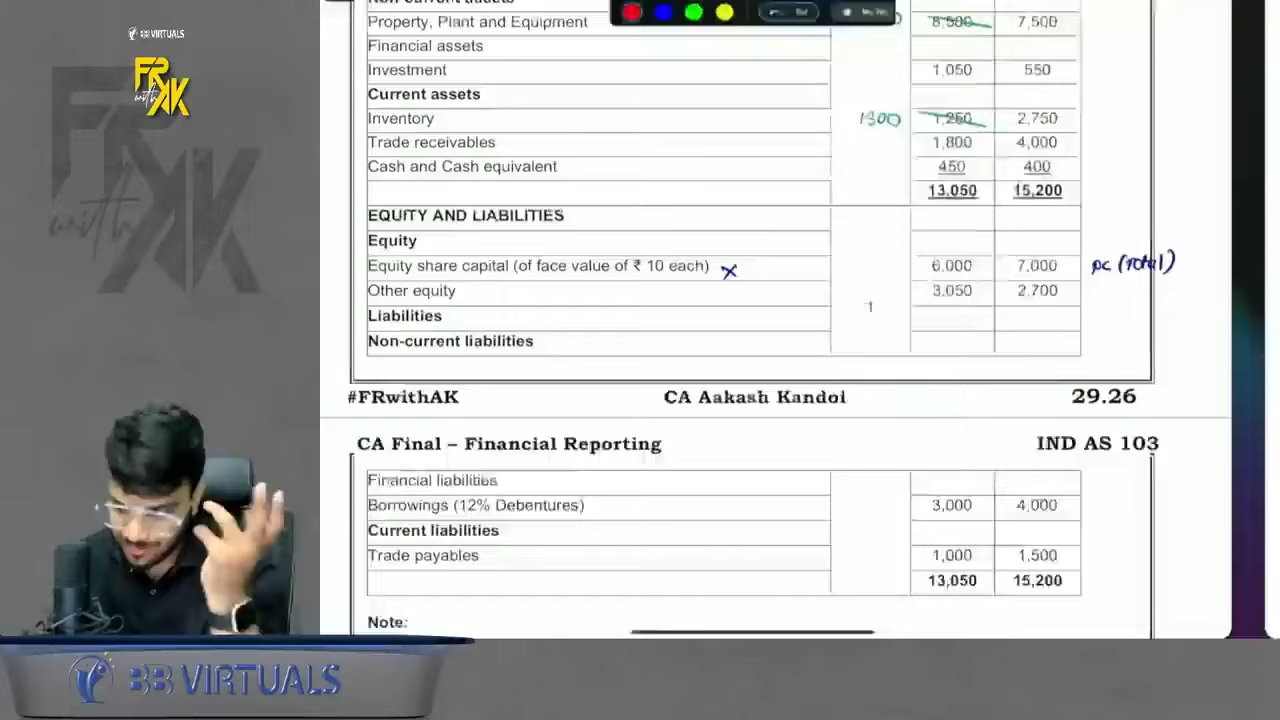 BB VIRTUALS
FR
with
AK
Property, Plant and Equipment 8,500 7,500
Financial assets
Investment 1,050 550
Current assets
Inventory 1300 1,250 2,750
Trade receivables 1,800 4,000
Cash and Cash equivalent 450 400
13,050 15,200
EQUITY AND LIABILITIES
Equity
Equity share capital (of face value of ₹ 10 each) x 6,000 7,000 PC (Total)
Other equity 3,050 2,700
Liabilities
Non-current liabilities
#FRwithAK CA Aakash Kandoi 29.26
CA Final – Financial Reporting IND AS 103
Financial liabilities
Borrowings (12% Debentures) 3,000 4,000
Current liabilities
Trade payables 1,000 1,500
13,050 15,200
Note:
BB VIRTUALS